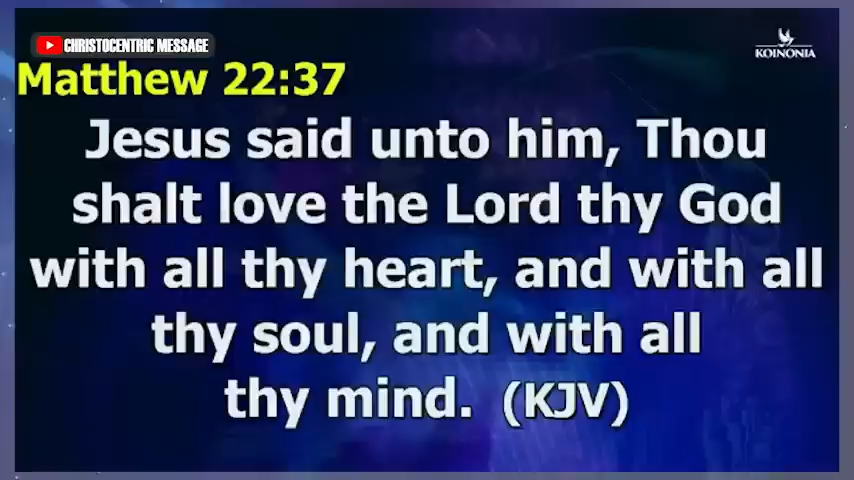 CHRISTOCENTRIC MESSAGE
KOINONIA
Matthew 22:37
Jesus said unto him, Thou
shalt love the Lord thy God
with all thy heart, and with all
thy soul, and with all
thy mind. (KJV)